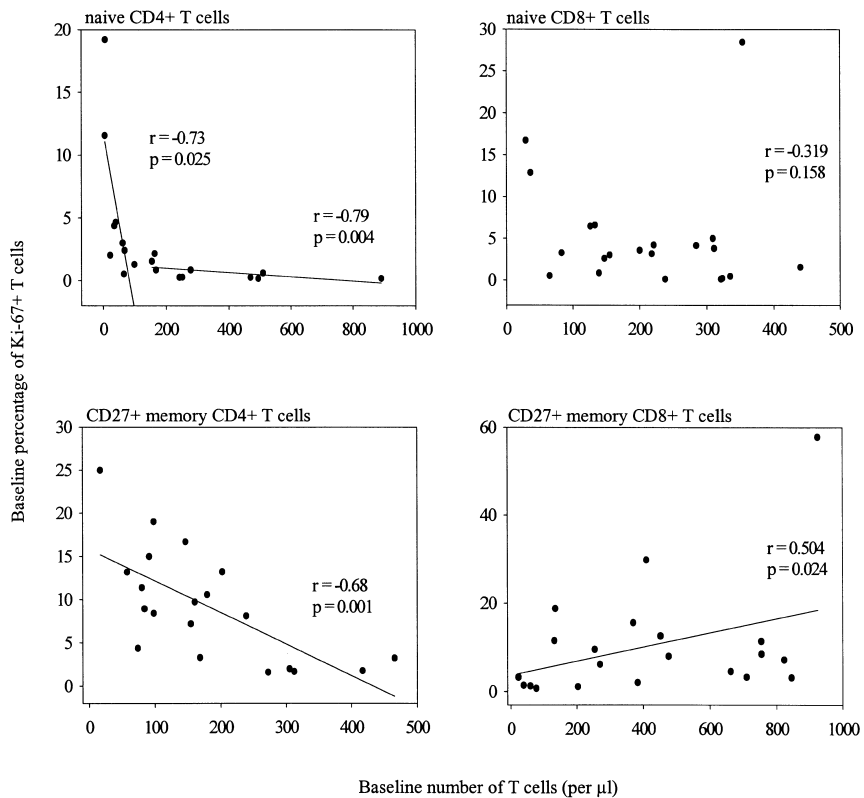 naive CD4+ T cells
20
15
10
5
0
r = -0.73
p = 0.025
r = -0.79
p = 0.004
0
200
400
600
800
1000
naive CD8+ T cells
30
25
20
15
10
5
0
r = -0.319
p = 0.158
0
100
200
300
400
500
Baseline percentage of Ki-67+ T cells
CD27+ memory CD4+ T cells
30
25
20
15
10
5
0
r = -0.68
p = 0.001
0
100
200
300
400
500
CD27+ memory CD8+ T cells
60
40
20
0
r = 0.504
p = 0.024
0
200
400
600
800
1000
Baseline number of T cells (per µl)